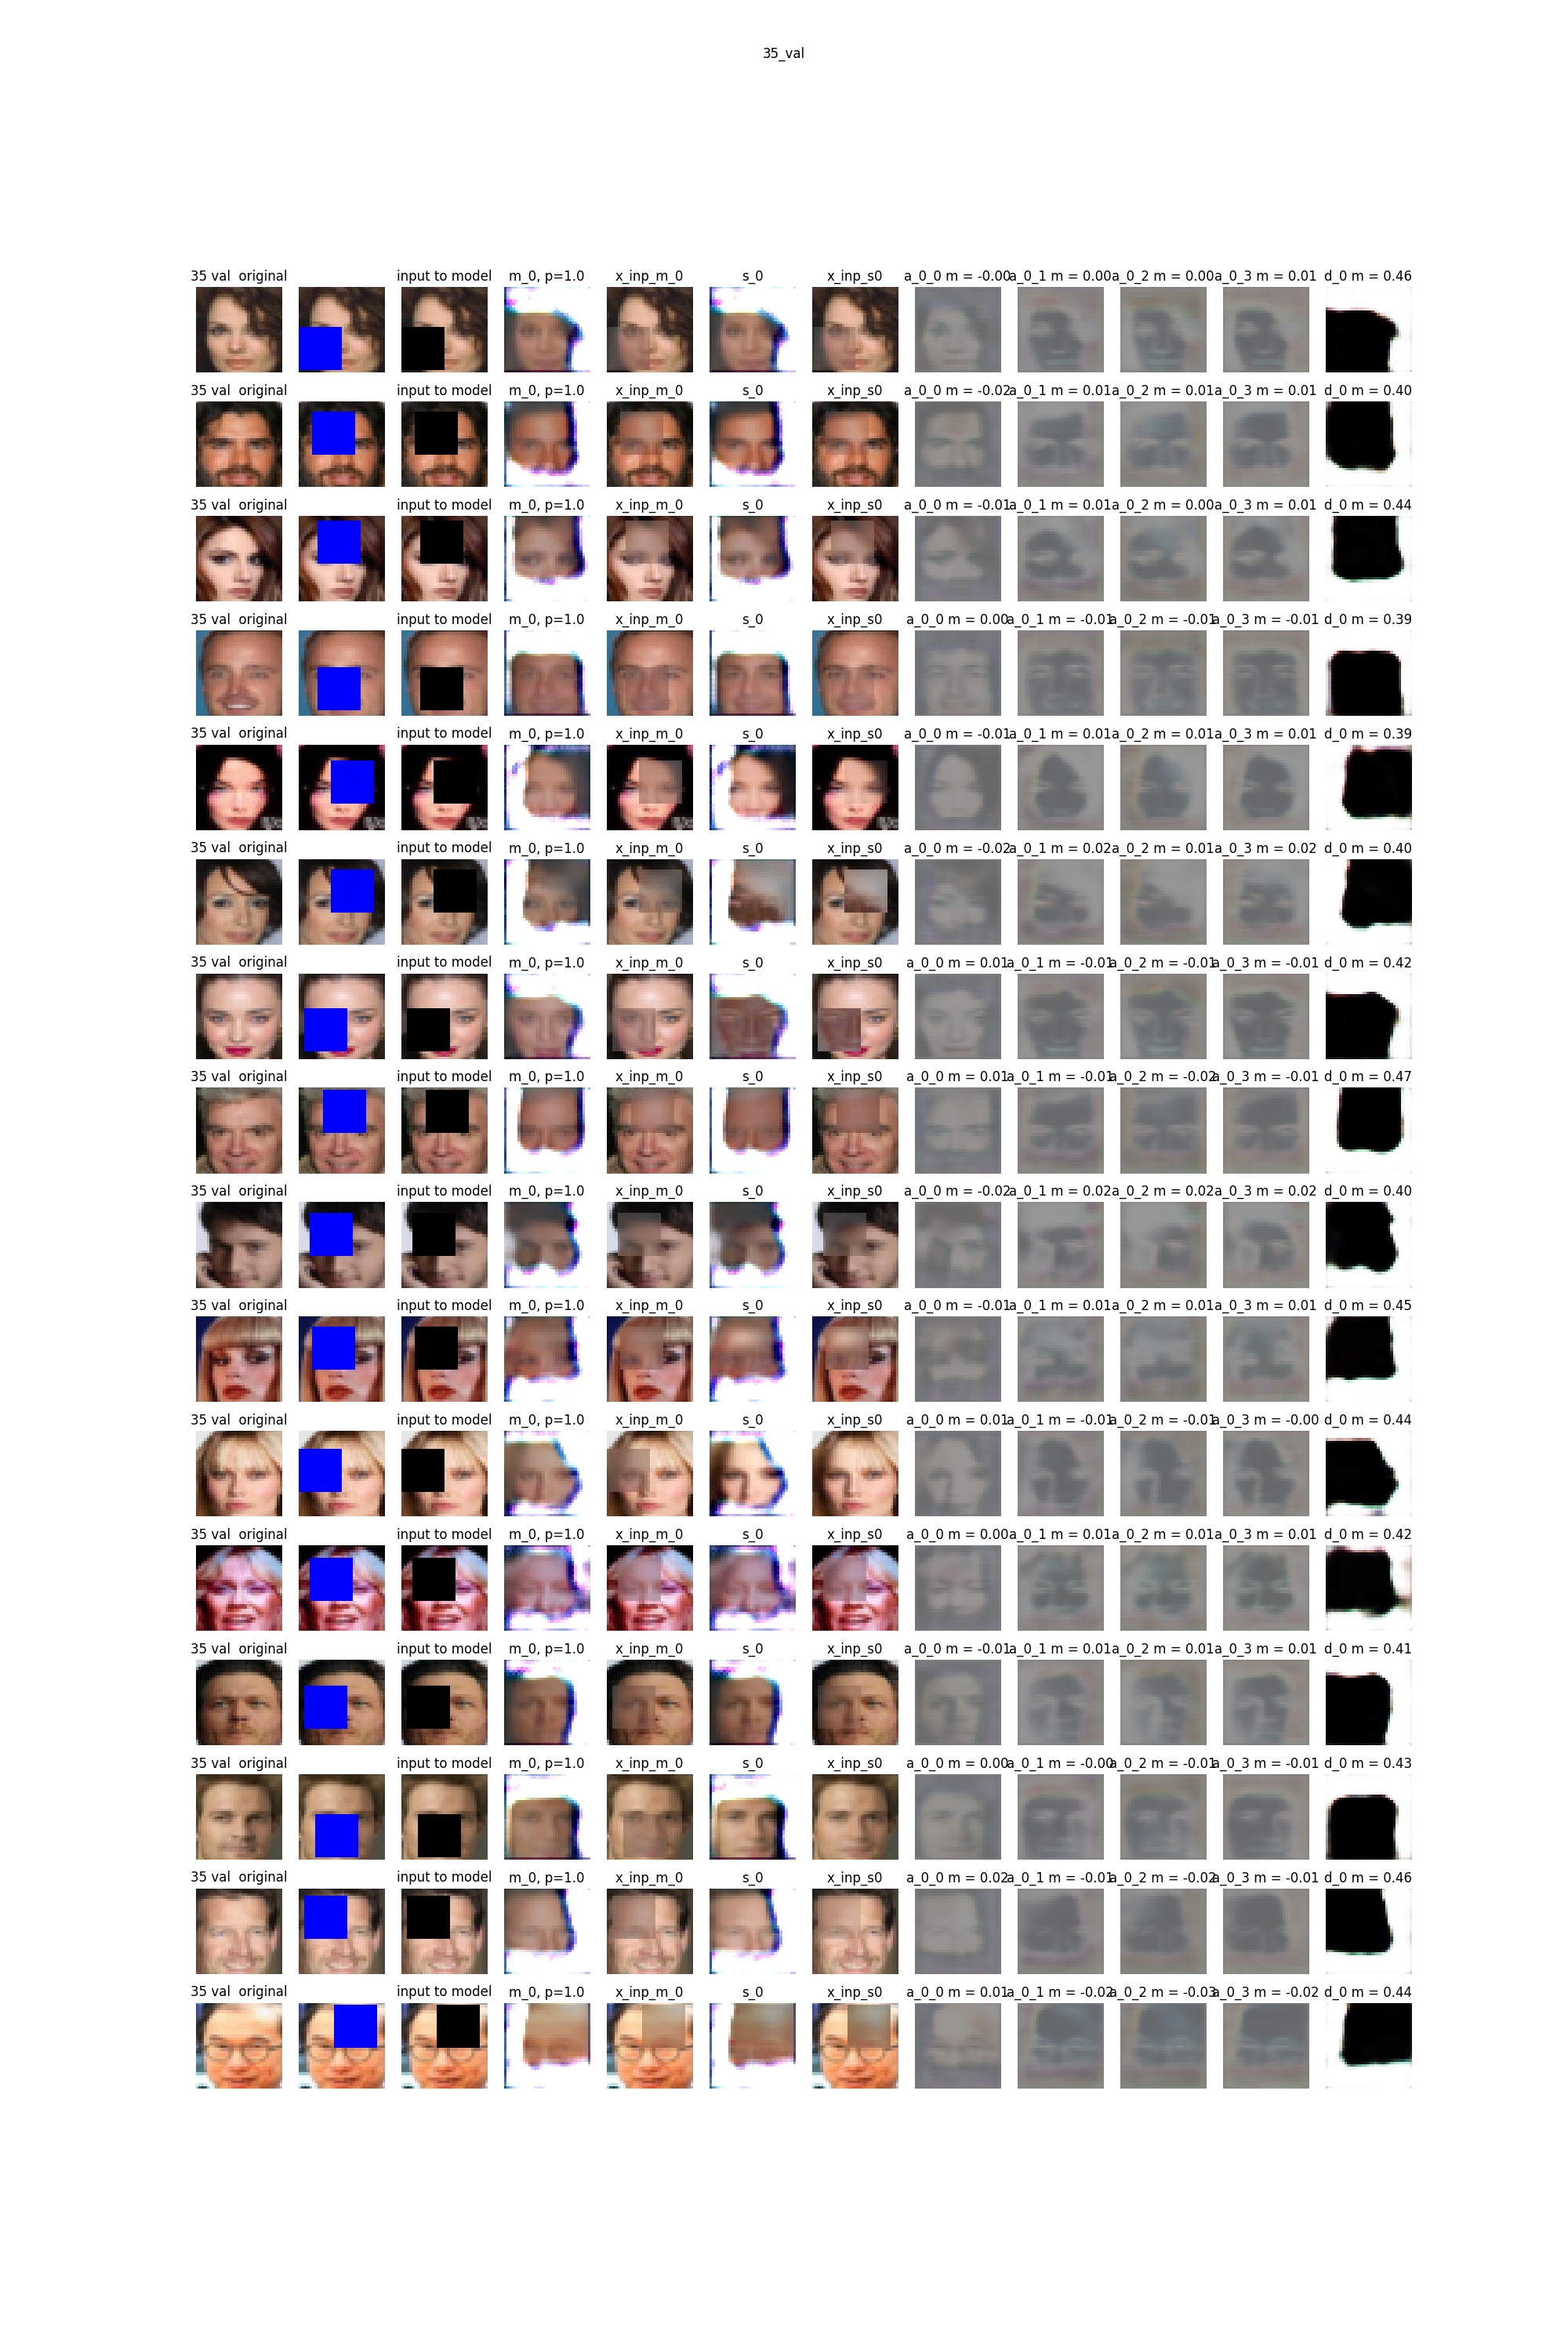 35_val
35 val original input to model m_0, p=1.0 x_inp_m_0 s_0 x_inp_s0 a_0_0 m = -0.00 a_0_1 m = 0.00 a_0_2 m = 0.00 a_0_3 m = 0.01 d_0 m = 0.46
35 val original input to model m_0, p=1.0 x_inp_m_0 s_0 x_inp_s0 a_0_0 m = -0.02 a_0_1 m = 0.01 a_0_2 m = 0.01 a_0_3 m = 0.01 d_0 m = 0.40
35 val original input to model m_0, p=1.0 x_inp_m_0 s_0 x_inp_s0 a_0_0 m = -0.01 a_0_1 m = 0.01 a_0_2 m = 0.00 a_0_3 m = 0.01 d_0 m = 0.44
35 val original input to model m_0, p=1.0 x_inp_m_0 s_0 x_inp_s0 a_0_0 m = 0.00 a_0_1 m = -0.01 a_0_2 m = -0.01 a_0_3 m = -0.01 d_0 m = 0.39
35 val original input to model m_0, p=1.0 x_inp_m_0 s_0 x_inp_s0 a_0_0 m = -0.01 a_0_1 m = 0.01 a_0_2 m = 0.01 a_0_3 m = 0.01 d_0 m = 0.39
35 val original input to model m_0, p=1.0 x_inp_m_0 s_0 x_inp_s0 a_0_0 m = -0.02 a_0_1 m = 0.02 a_0_2 m = 0.01 a_0_3 m = 0.02 d_0 m = 0.40
35 val original input to model m_0, p=1.0 x_inp_m_0 s_0 x_inp_s0 a_0_0 m = 0.01 a_0_1 m = -0.01 a_0_2 m = -0.01 a_0_3 m = -0.01 d_0 m = 0.42
35 val original input to model m_0, p=1.0 x_inp_m_0 s_0 x_inp_s0 a_0_0 m = 0.01 a_0_1 m = -0.01 a_0_2 m = -0.02 a_0_3 m = -0.01 d_0 m = 0.47
35 val original input to model m_0, p=1.0 x_inp_m_0 s_0 x_inp_s0 a_0_0 m = -0.02 a_0_1 m = 0.02 a_0_2 m = 0.02 a_0_3 m = 0.02 d_0 m = 0.40
35 val original input to model m_0, p=1.0 x_inp_m_0 s_0 x_inp_s0 a_0_0 m = -0.01 a_0_1 m = 0.01 a_0_2 m = 0.01 a_0_3 m = 0.01 d_0 m = 0.45
35 val original input to model m_0, p=1.0 x_inp_m_0 s_0 x_inp_s0 a_0_0 m = 0.01 a_0_1 m = -0.01 a_0_2 m = -0.01 a_0_3 m = -0.00 d_0 m = 0.44
35 val original input to model m_0, p=1.0 x_inp_m_0 s_0 x_inp_s0 a_0_0 m = 0.00 a_0_1 m = 0.01 a_0_2 m = 0.01 a_0_3 m = 0.01 d_0 m = 0.42
35 val original input to model m_0, p=1.0 x_inp_m_0 s_0 x_inp_s0 a_0_0 m = -0.01 a_0_1 m = 0.01 a_0_2 m = 0.01 a_0_3 m = 0.01 d_0 m = 0.41
35 val original input to model m_0, p=1.0 x_inp_m_0 s_0 x_inp_s0 a_0_0 m = 0.00 a_0_1 m = -0.00 a_0_2 m = -0.01 a_0_3 m = -0.01 d_0 m = 0.43
35 val original input to model m_0, p=1.0 x_inp_m_0 s_0 x_inp_s0 a_0_0 m = 0.02 a_0_1 m = -0.01 a_0_2 m = -0.02 a_0_3 m = -0.01 d_0 m = 0.46
35 val original input to model m_0, p=1.0 x_inp_m_0 s_0 x_inp_s0 a_0_0 m = 0.01 a_0_1 m = -0.02 a_0_2 m = -0.03 a_0_3 m = -0.02 d_0 m = 0.44